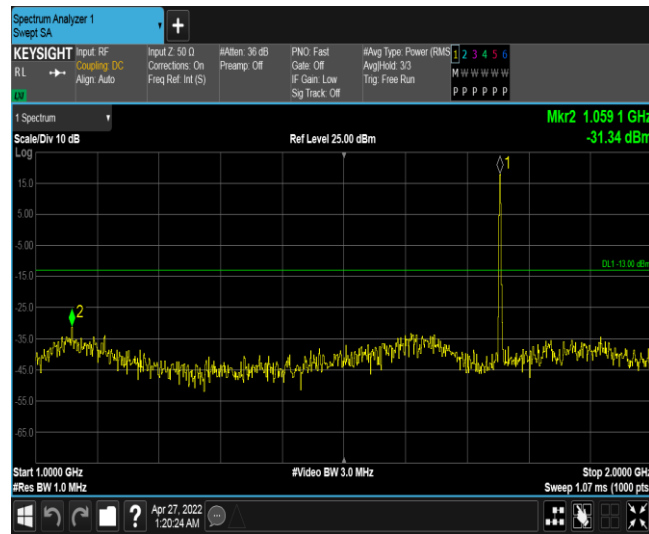 Spectrum Analyzer 1
Swept SA
KEYSIGHT
RL
Input: RF
Coupling: DC
Align: Auto
Input Z: 50 Ω
Corrections: On
Freq Ref: Int (S)
#Atten: 36 dB
Preamp: Off
PNO: Fast
Gate: Off
IF Gain: Low
Sig Track: Off
#Avg Type: Power (RMS
Avg|Hold: 3/3
Trig: Free Run
1 2 3 4 5 6
M W W W W W
P P P P P P
1 Spectrum
Scale/Div 10 dB
Ref Level 25.00 dBm
Mkr2 1.059 1 GHz
-31.34 dBm
Log
15.0
5.00
-5.00
-15.0
-25.0
-35.0
-45.0
-55.0
-65.0
1
2
DL1 -13.00 dBm
Start 1.0000 GHz
#Res BW 1.0 MHz
#Video BW 3.0 MHz
Stop 2.0000 GHz
Sweep 1.07 ms (1000 pts
?
Apr 27, 2022
1:20:24 AM